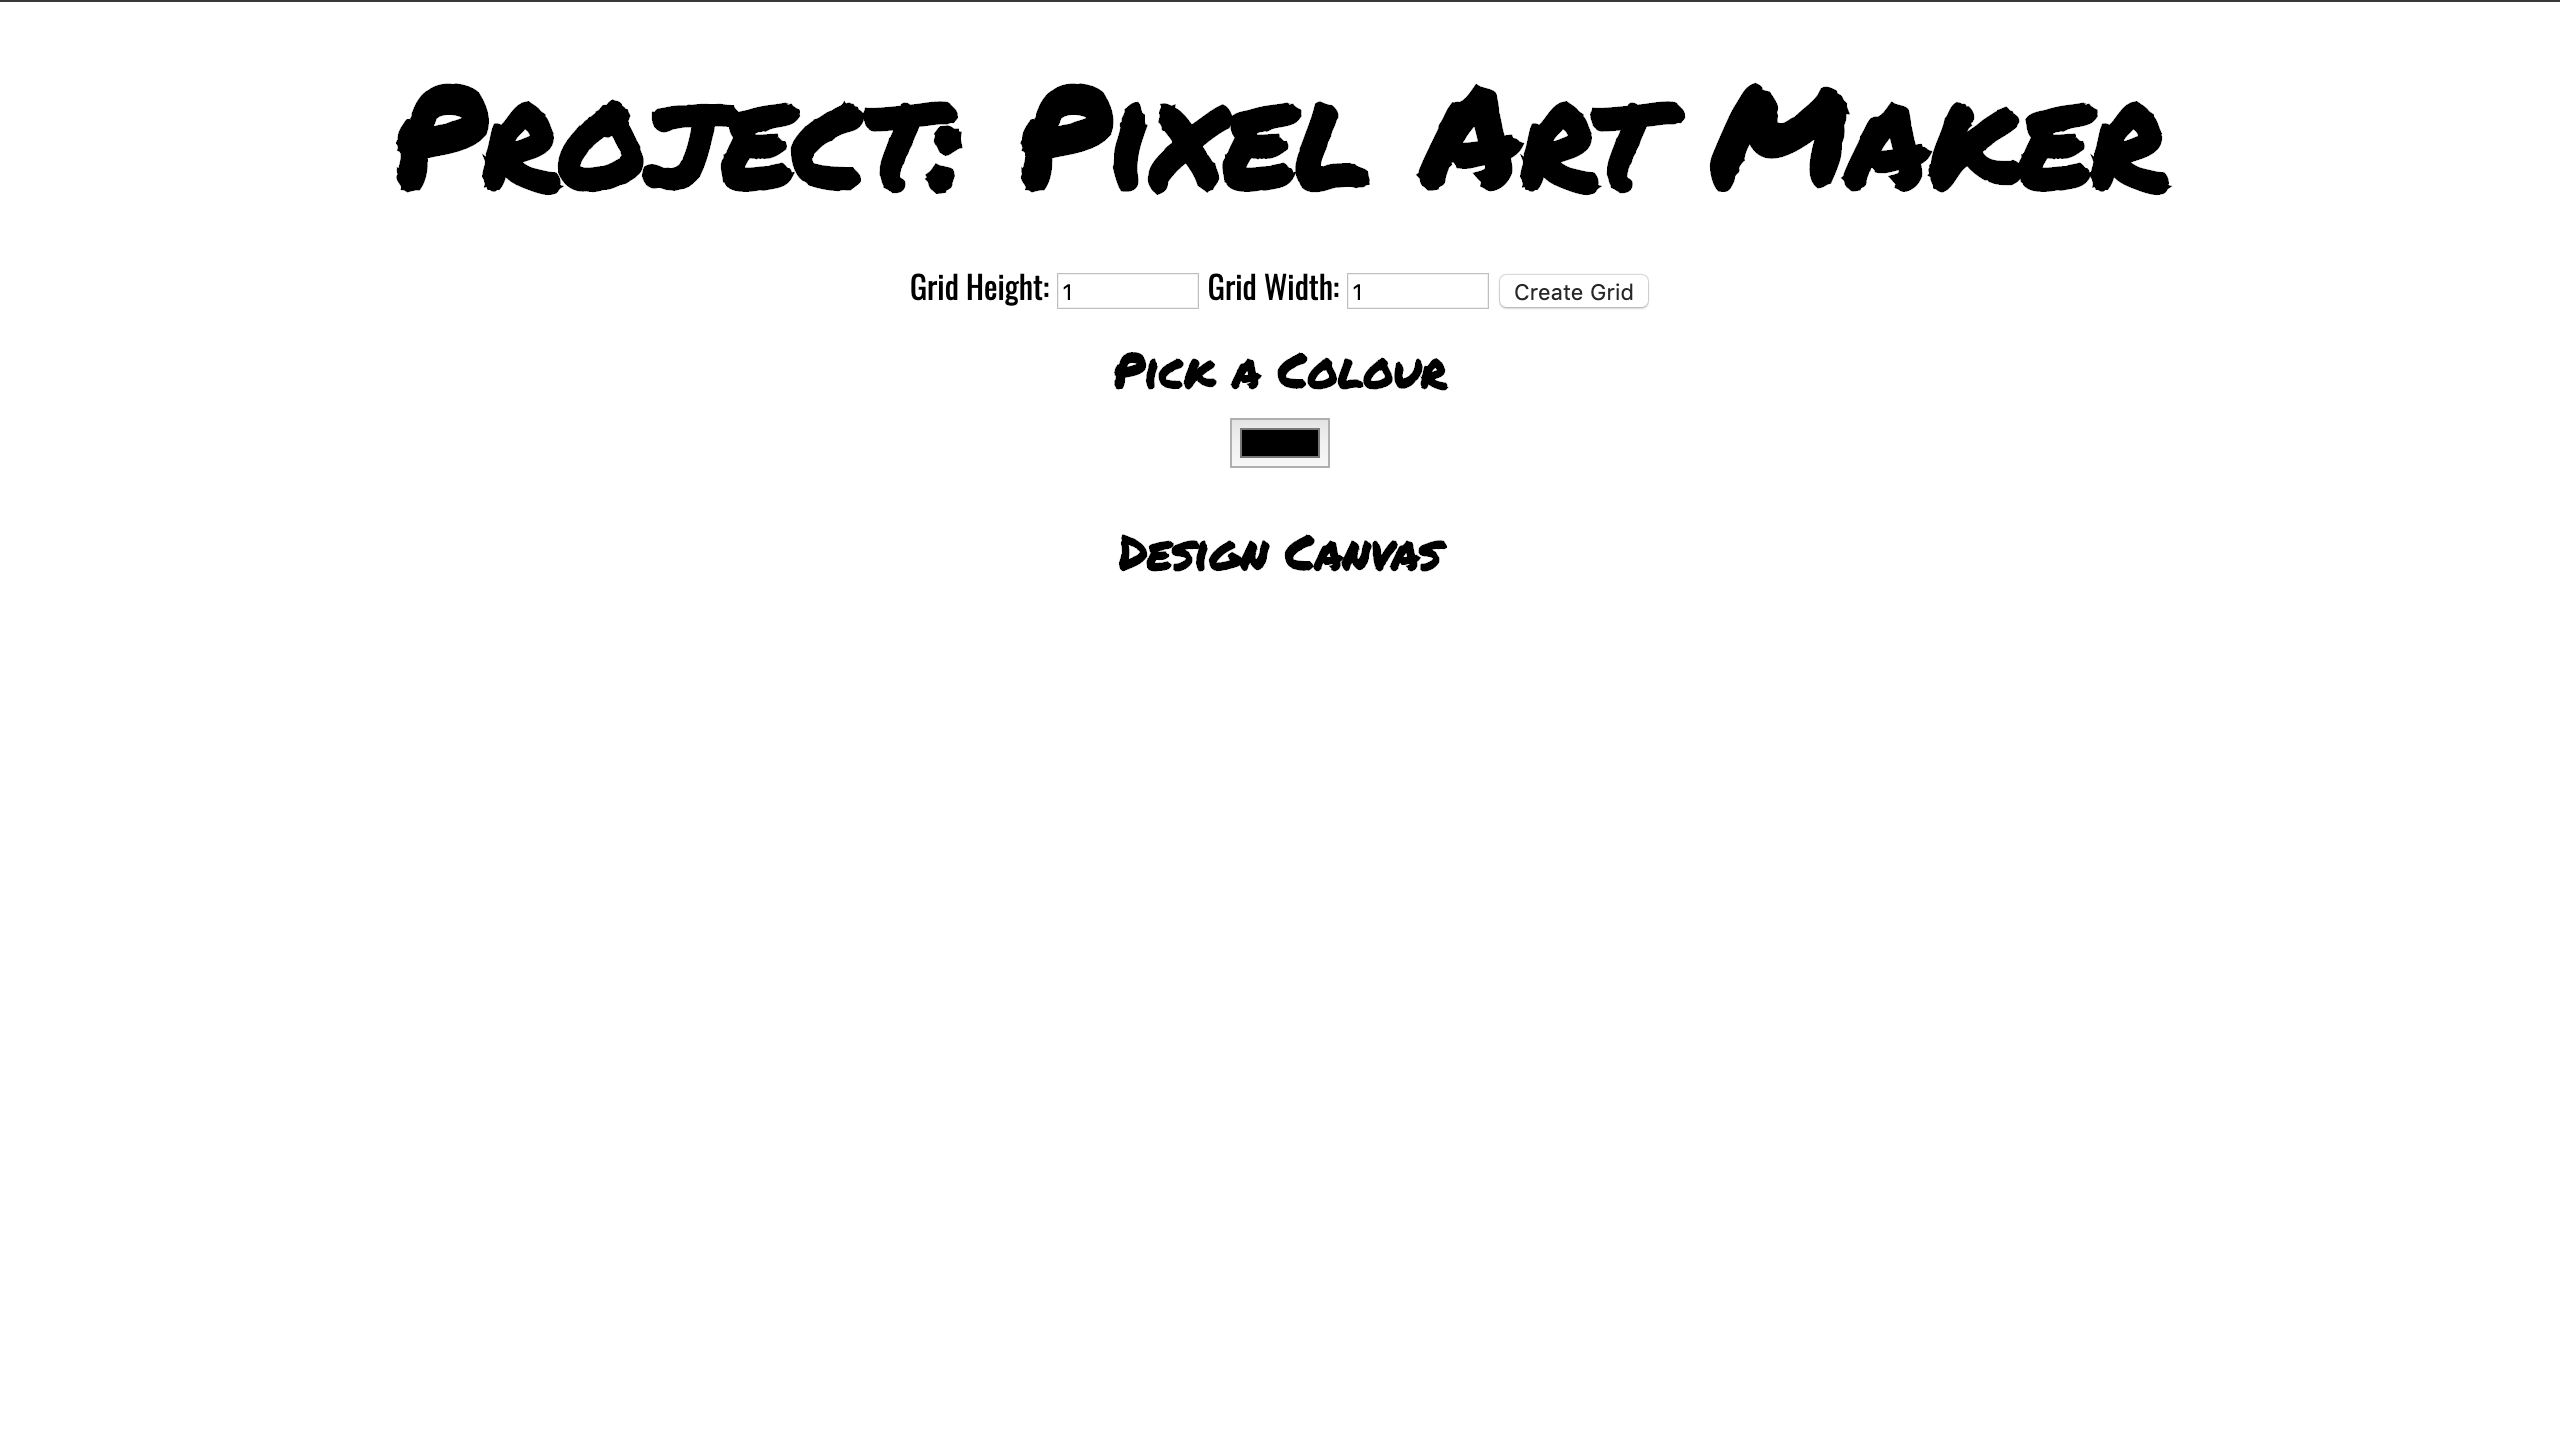 Project: Pixel Art Maker
Grid Height: 1 Grid Width: 1 Create Grid
Pick a Colour
Design Canvas